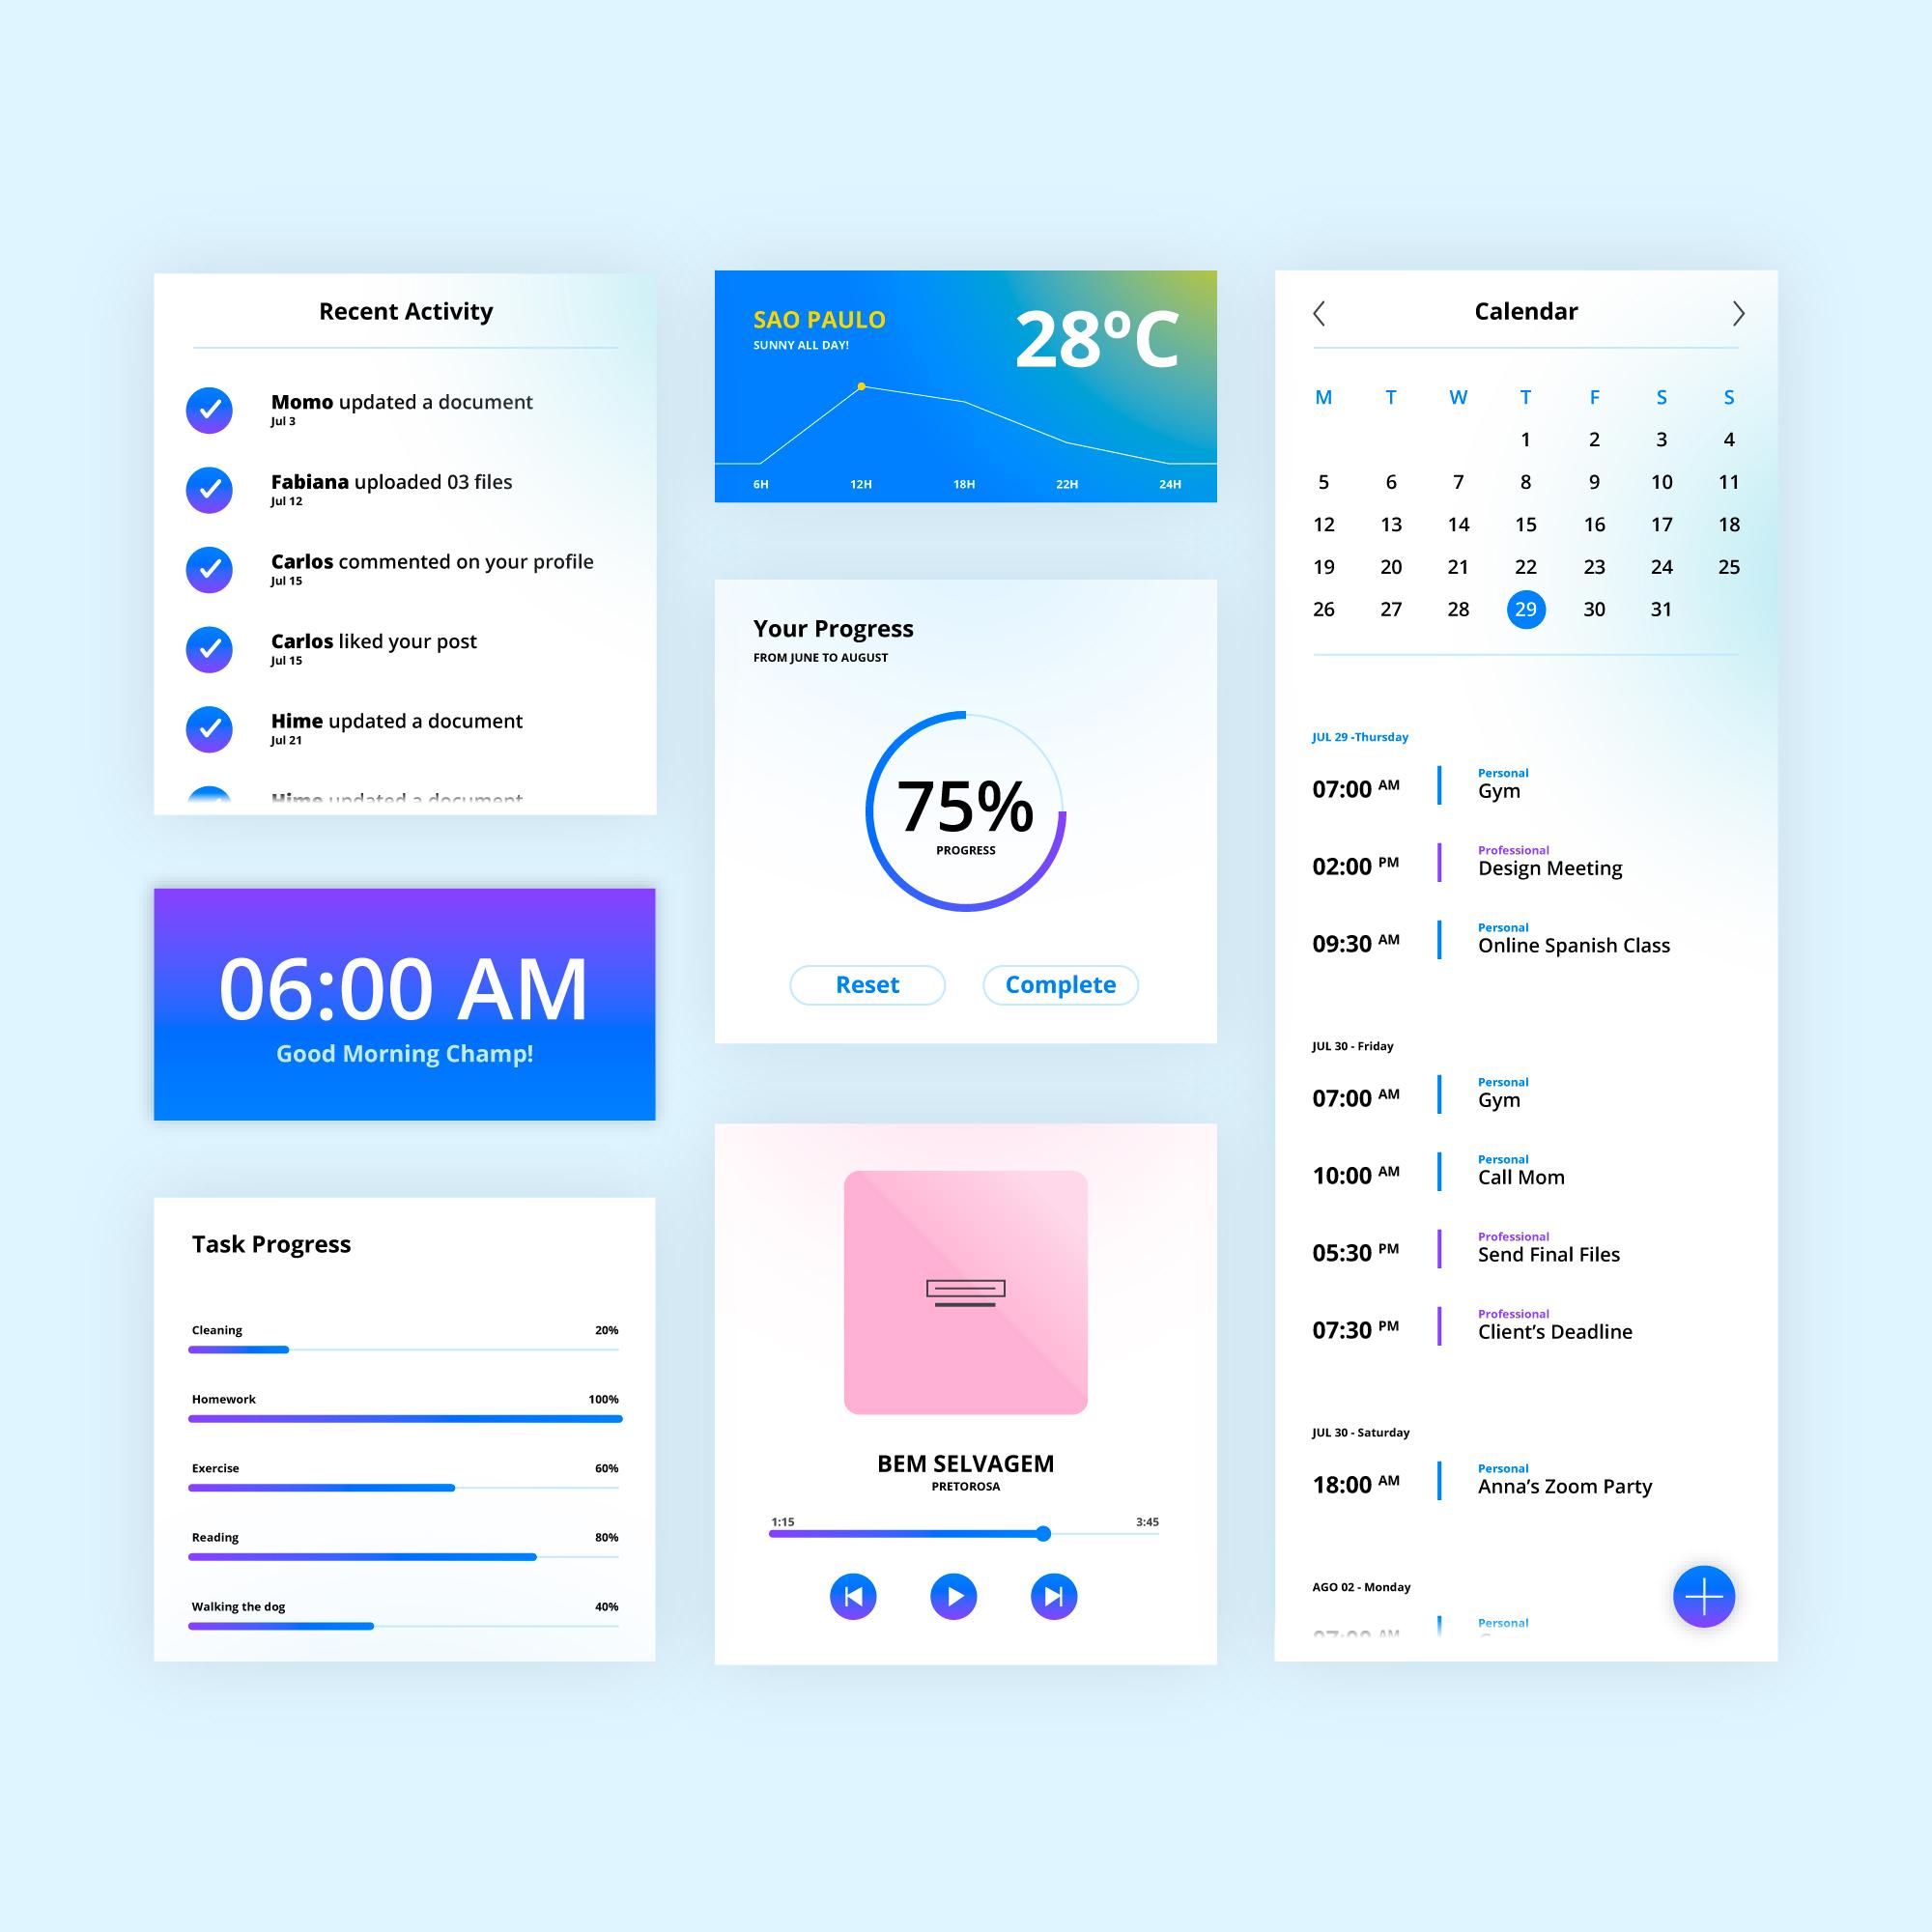 Recent Activity
Momo updated a document
Jul 3
Fabiana uploaded 03 files
Jul 12
Carlos commented on your profile
Jul 15
Carlos liked your post
Jul 15
Hime updated a document
Jul 21
Hime updated a document
06:00 AM
Good Morning Champ!
Task Progress
Cleaning 20%
Homework 100%
Exercise 60%
Reading 80%
Walking the dog 40%
SAO PAULO
SUNNY ALL DAY!
28ºC
6H 12H 18H 22H 24H
Your Progress
FROM JUNE TO AUGUST
75%
PROGRESS
Reset Complete
BEM SELVAGEM
PRETOROSA
1:15 3:45
Calendar
M T W T F S S
1 2 3 4
5 6 7 8 9 10 11
12 13 14 15 16 17 18
19 20 21 22 23 24 25
26 27 28 29 30 31
JUL 29 -Thursday
Personal
07:00 AM Gym
Professional
02:00 PM Design Meeting
Personal
09:30 AM Online Spanish Class
JUL 30 - Friday
Personal
07:00 AM Gym
Personal
10:00 AM Call Mom
Professional
05:30 PM Send Final Files
Professional
07:30 PM Client’s Deadline
JUL 30 - Saturday
Personal
18:00 AM Anna’s Zoom Party
AGO 02 - Monday
Personal
07:00 AM